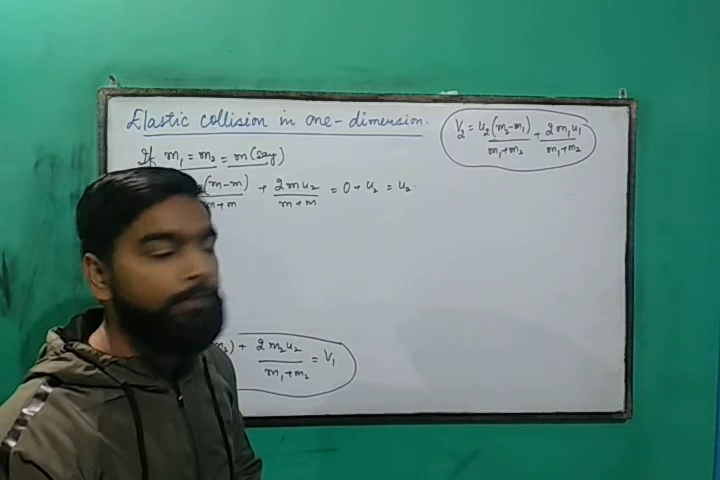 Elastic collision in one-dimension.
V₂ = u₂(m₂-m₁)/m₁+m₂ + 2m₁u₁/m₁+m₂
If m₁ = m₂ = m(say)
(m-m)/m+m + 2mu₂/m+m = 0+u₂ = u₂.
m₂) + 2m₂u₂/m₁+m₂ = V₁